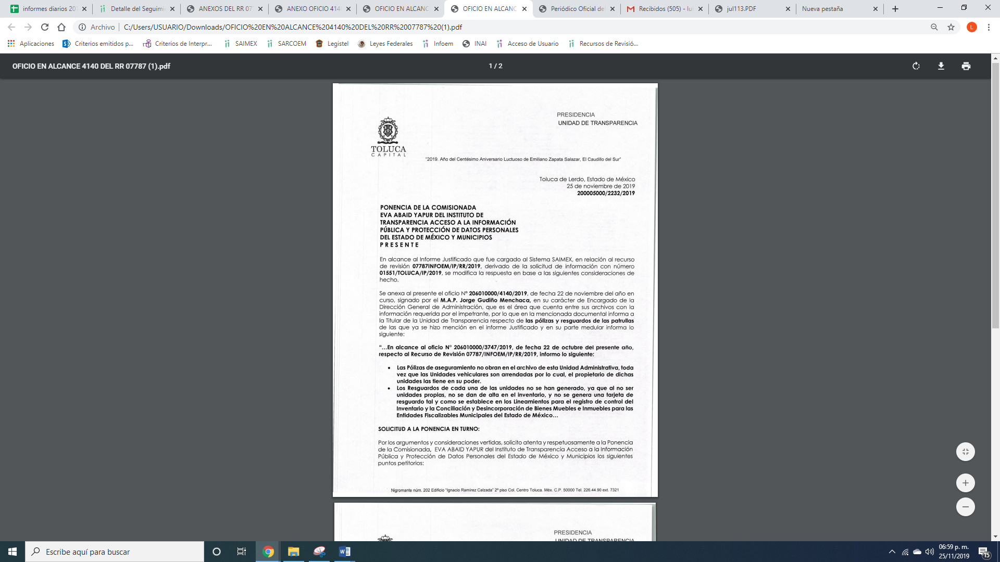 informes diarios 201
Detalle del Seguimi
ANEXOS DEL RR 07
ANEXO OFICIO 414
OFICIO EN ALCANC
OFICIO EN ALCANC
Periódico Oficial de
Recibidos (505) - lui
jul113.PDF
Nueva pestaña
Archivo
C:/Users/USUARIO/Downloads/OFICIO%20EN%20ALCANCE%204140%20DEL%20RR%2007787%20(1).pdf
L
Aplicaciones
Criterios emitidos p...
Criterios de Interpr...
SAIMEX
SARCOEM
Legistel
Leyes Federales
Infoem
INAI
Acceso de Usuario
Recursos de Revisió...
OFICIO EN ALCANCE 4140 DEL RR 07787 (1).pdf
1 / 2
PRESIDENCIA
UNIDAD DE TRANSPARENCIA
TOLUCA
CAPITAL
"2019. Año del Centésimo Aniversario Luctuoso de Emiliano Zapata Salazar, El Caudillo del Sur"
Toluca de Lerdo, Estado de México
25 de noviembre de 2019
200005000/2232/2019
PONENCIA DE LA COMISIONADA
EVA ABAID YAPUR DEL INSTITUTO DE
TRANSPARENCIA ACCESO A LA INFORMACIÓN
PÚBLICA Y PROTECCIÓN DE DATOS PERSONALES
DEL ESTADO DE MÉXICO Y MUNICIPIOS
P R E S E N T E
En alcance al Informe Justificado que fue cargado al Sistema SAIMEX, en relación al recurso
de revisión 07787INFOEM/IP/RR/2019, derivado de la solicitud de información con número
01551/TOLUCA/IP/2019, se modifica la respuesta en base a las siguientes consideraciones de
hecho.
Se anexa al presente el oficio N° 206010000/4140/2019, de fecha 22 de noviembre del año en
curso, signado por el M.A.P. Jorge Gudiño Menchaca, en su carácter de Encargado de la
Dirección General de Administración, que es el área que cuenta entre sus archivos con la
información requerida por el impetrante, por lo que en la mencionada documental informa a
la Titular de la Unidad de Transparencia respecto de las pólizas y resguardos de las patrullas
de las que ya se hizo mención en el informe Justificado y en su parte medular informa lo
siguiente:
"...En alcance al oficio N° 206010000/3747/2019, de fecha 22 de octubre del presente año,
respecto al Recurso de Revisión 07787/INFOEM/IP/RR/2019, informo lo siguiente:
• Las Pólizas de aseguramiento no obran en el archivo de esta Unidad Administrativa, toda
vez que las Unidades vehiculares son arrendadas por lo cual, el propietario de dichas
unidades las tiene en su poder.
• Los Resguardos de cada una de las unidades no se han generado, ya que al no ser
unidades propias, no se dan de alta en el inventario, y no se genera una tarjeta de
resguardo tal y como se establece en los Lineamientos para el registro de control del
Inventario y la Conciliación y Desincorporación de Bienes Muebles e Inmuebles para las
Entidades Fiscalizables Municipales del Estado de México...
SOLICITUD A LA PONENCIA EN TURNO:
Por los argumentos y consideraciones vertidas, solicito atenta y respetuosamente a la Ponencia
de la Comisionada, EVA ABAID YAPUR del Instituto de Transparencia Acceso a la Información
Pública y Protección de Datos Personales del Estado de México y Municipios los siguientes
puntos petitorios:
Nigromante núm. 202 Edificio "Ignacio Ramírez Calzada" 2º piso Col. Centro Toluca. Méx. C.P. 50000 Tel. 226.44.90 ext. 7321
PRESIDENCIA
UNIDAD DE TRANSPARENCIA
Escribe aquí para buscar
06:59 p. m.
25/11/2019
15